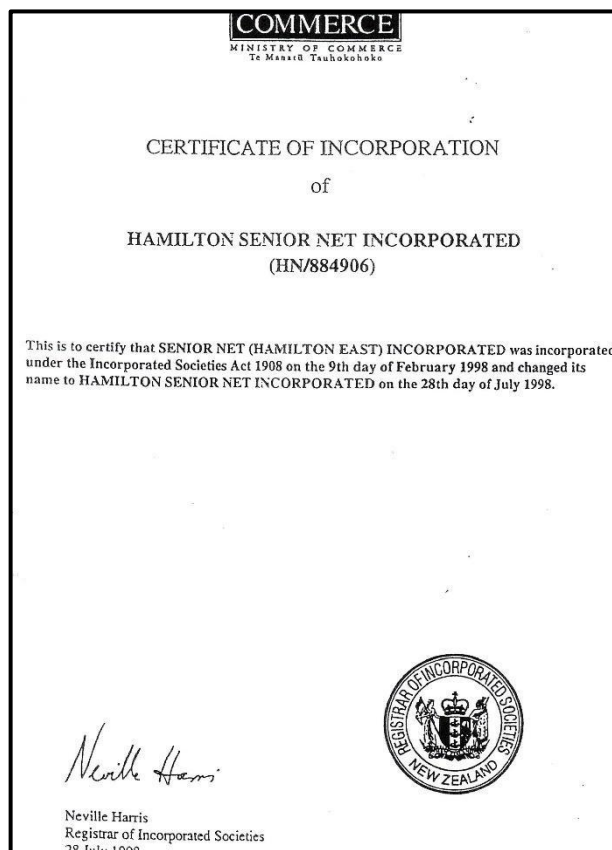 COMMERCE
MINISTRY OF COMMERCE
Te Manatū Tauhokohoko
CERTIFICATE OF INCORPORATION
of
HAMILTON SENIOR NET INCORPORATED
(HN/884906)
This is to certify that SENIOR NET (HAMILTON EAST) INCORPORATED was incorporated
under the Incorporated Societies Act 1908 on the 9th day of February 1998 and changed its
name to HAMILTON SENIOR NET INCORPORATED on the 28th day of July 1998.
REGISTRAR OF INCORPORATED SOCIETIES
NEW ZEALAND
Neville Harris
Neville Harris
Registrar of Incorporated Societies
28 July 1998